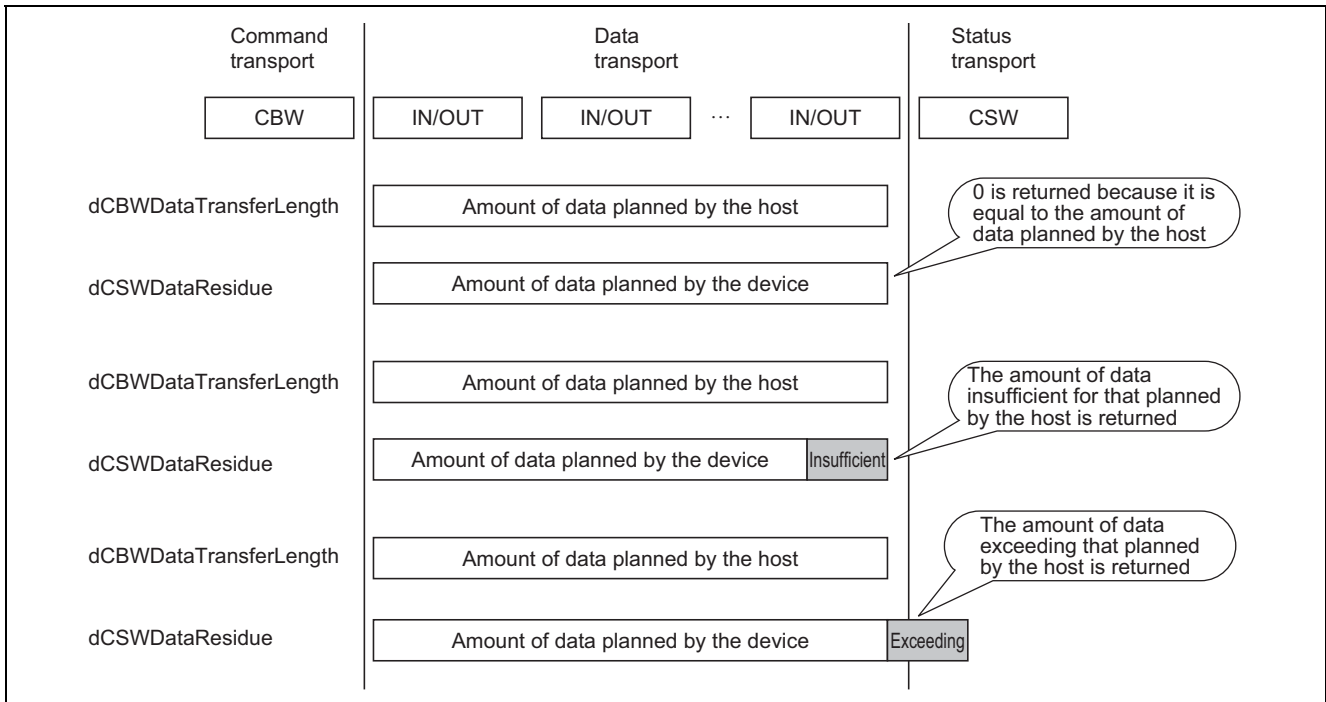 Command
transport
Data
transport
Status
transport
CBW
IN/OUT
IN/OUT
...
IN/OUT
CSW
dCBWDataTransferLength
Amount of data planned by the host
0 is returned because it is
equal to the amount of
data planned by the host
dCSWDataResidue
Amount of data planned by the device
dCBWDataTransferLength
Amount of data planned by the host
The amount of data
insufficient for that planned
by the host is returned
dCSWDataResidue
Amount of data planned by the device
Insufficient
dCBWDataTransferLength
Amount of data planned by the host
The amount of data
exceeding that planned
by the host is returned
dCSWDataResidue
Amount of data planned by the device
Exceeding